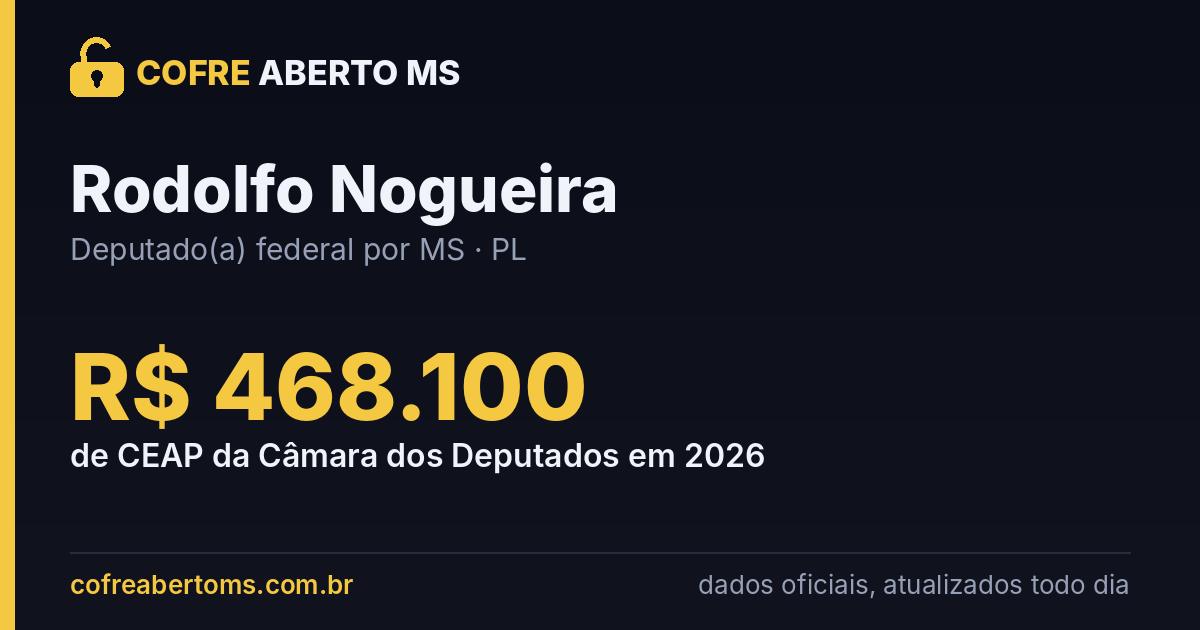 COFRE ABERTO MS
Rodolfo Nogueira
Deputado(a) federal por MS · PL
R$ 468.100
de CEAP da Câmara dos Deputados em 2026
cofreabertoms.com.br
dados oficiais, atualizados todo dia